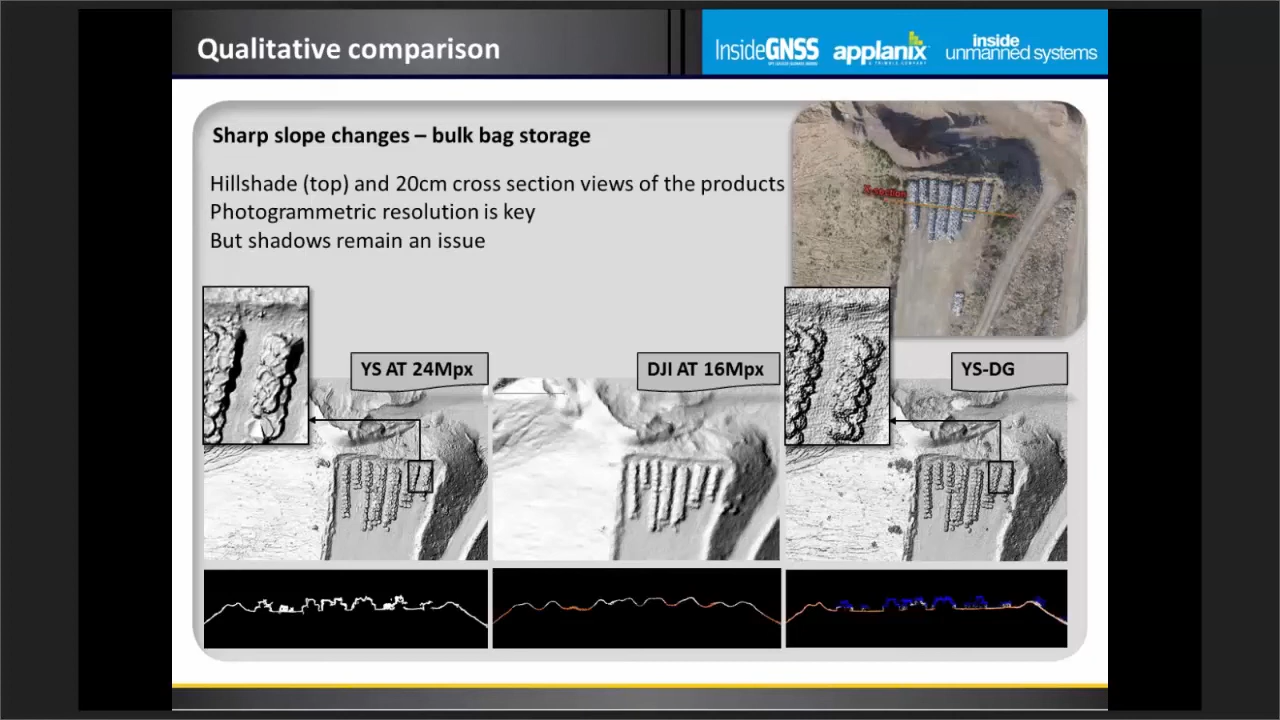 Qualitative comparison
InsideGNSS
applanix
inside
unmanned systems
Sharp slope changes – bulk bag storage
Hillshade (top) and 20cm cross section views of the products
Photogrammetric resolution is key
But shadows remain an issue
X-section
YS AT 24Mpx
DJI AT 16Mpx
YS-DG